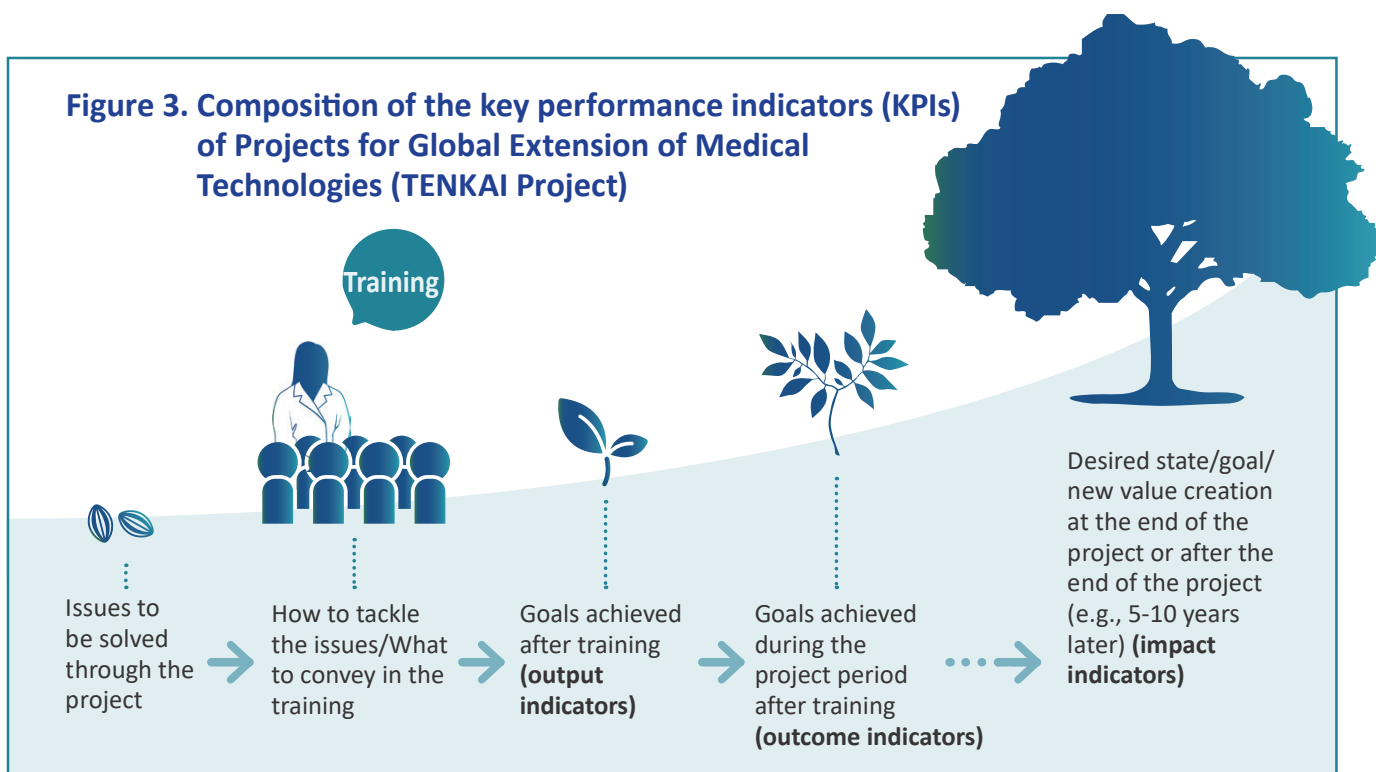 Figure 3. Composition of the key performance indicators (KPIs)
of Projects for Global Extension of Medical
Technologies (TENKAI Project)
Training
Issues to
be solved
through the
project
How to tackle
the issues/What
to convey in the
training
Goals achieved
after training
(output
indicators)
Goals achieved
during the
project period
after training
(outcome indicators)
Desired state/goal/
new value creation
at the end of the
project or after the
end of the project
(e.g., 5-10 years
later) (impact
indicators)